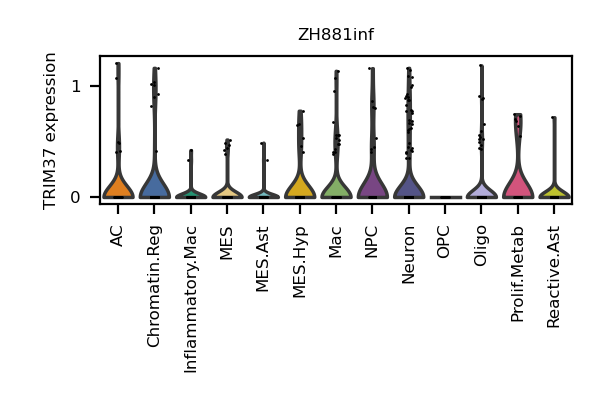 ZH881inf
TRIM37 expression
1
0
AC
Chromatin.Reg
Inflammatory.Mac
MES
MES.Ast
MES.Hyp
Mac
NPC
Neuron
OPC
Oligo
Prolif.Metab
Reactive.Ast